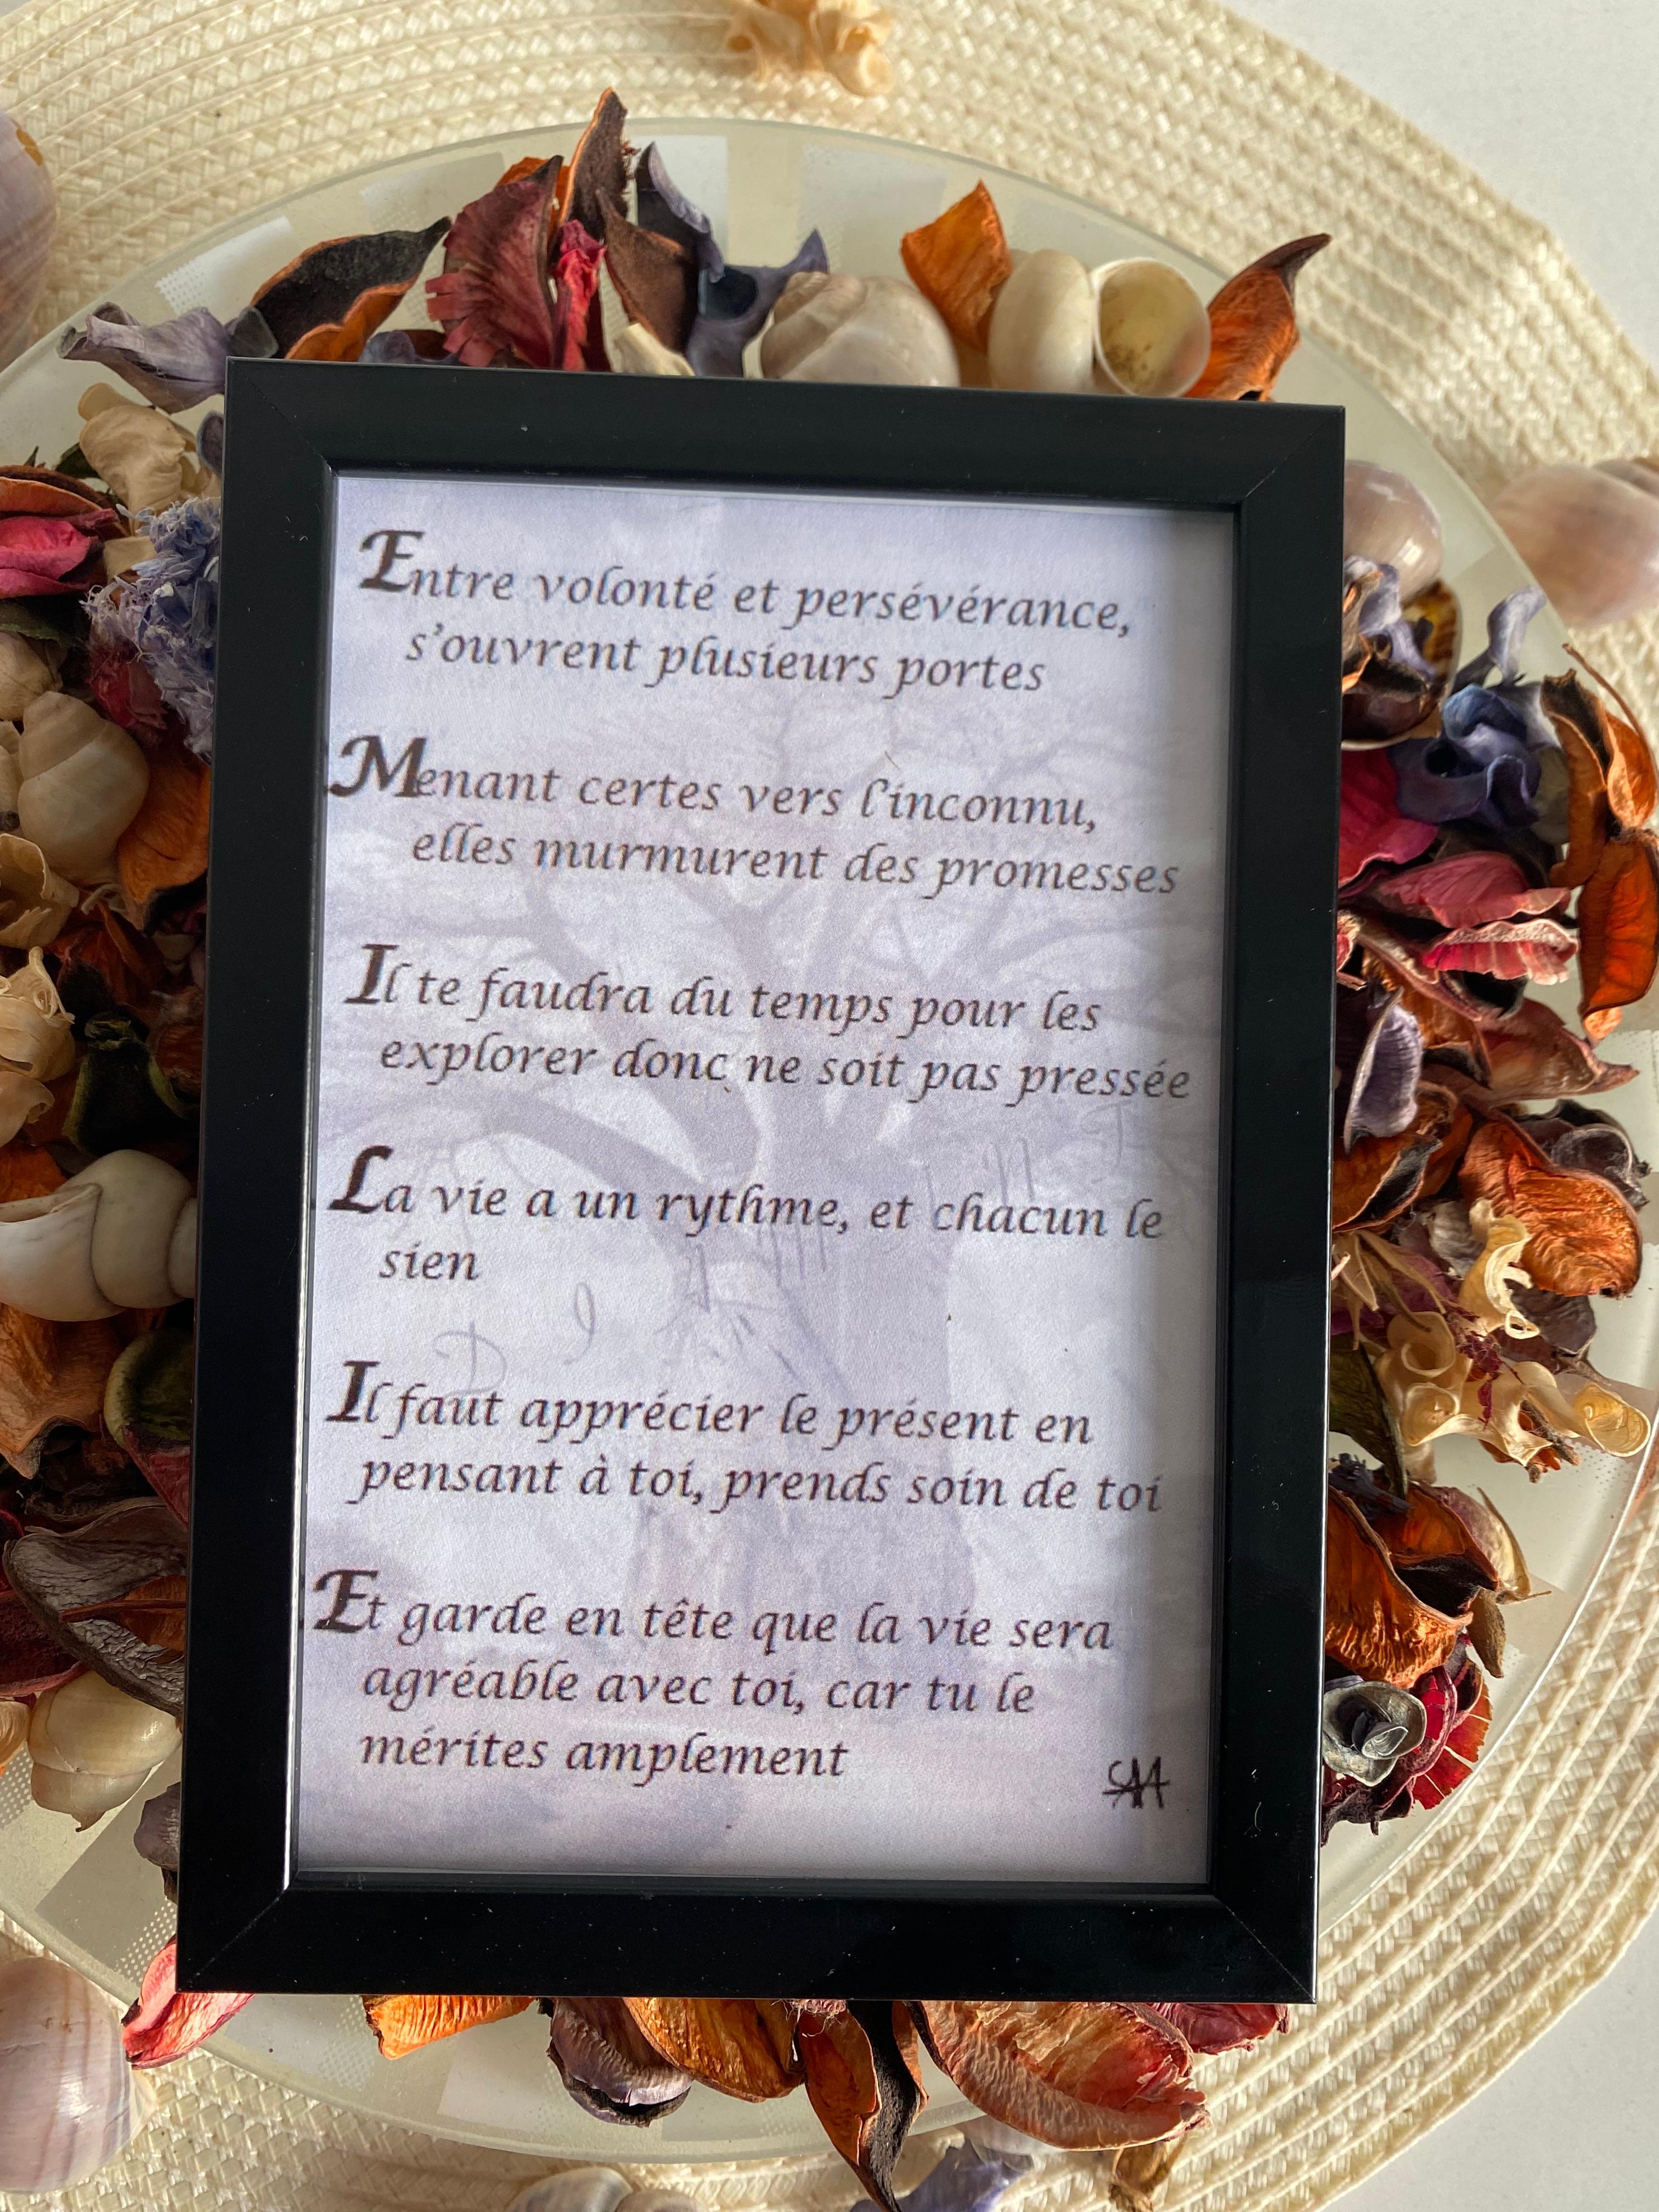 Entre volonté et persévérance,
s'ouvrent plusieurs portes
Menant certes vers l'inconnu,
elles murmurent des promesses
Il te faudra du temps pour les
explorer donc ne soit pas pressée
La vie a un rythme, et chacun le
sien
Il faut apprécier le présent en
pensant à toi, prends soin de toi
Et garde en tête que la vie sera
agréable avec toi, car tu le
mérites amplement